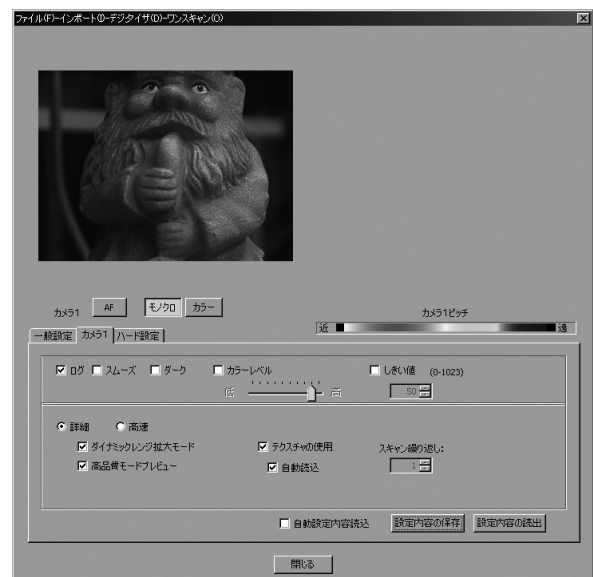 ファイル(F)-インポート(I)-デジタイザ(D)-ワンスキャン(O)
カメラ1 AF モノクロ カラー
カメラ1ピッチ
近 遠
一般設定 カメラ1 ハード設定
ログ スムーズ ダーク カラーレベル しきい値 (0-1023)
低 高 50
詳細 高速
ダイナミックレンジ拡大モード テクスチャの使用 スキャン繰り返し:
高品質モードプレビュー 自動読込 1
自動設定内容読込 設定内容の保存 設定内容の読出
閉じる